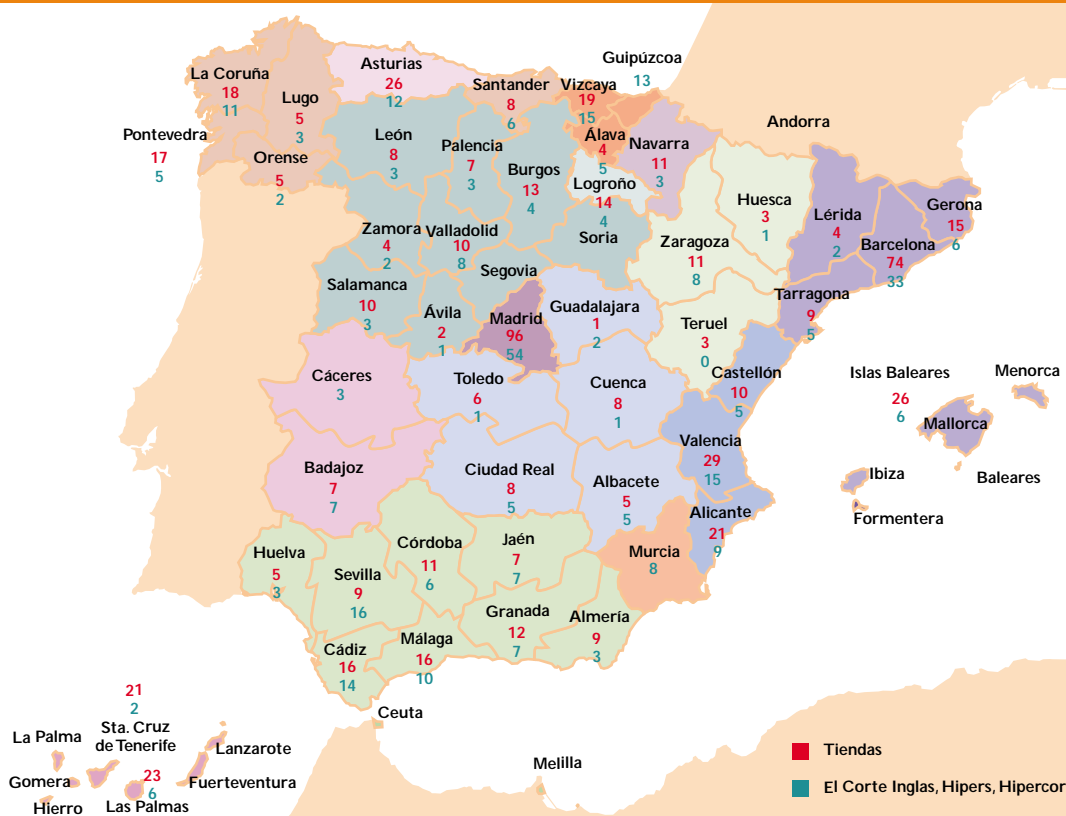 Guipúzcoa
13
Asturias
26
12
La Coruña
18
11
Santander
8
6
Vizcaya
19
15
Lugo
5
3
Pontevedra
17
5
Orense
5
2
León
8
3
Palencia
7
3
Burgos
13
4
Álava
4
5
Navarra
11
3
Andorra
Logroño
14
4
Soria
Huesca
3
1
Lérida
4
2
Gerona
15
6
Barcelona
74
33
Zamora
4
2
Valladolid
10
8
Zaragoza
11
8
Segovia
Salamanca
10
3
Ávila
2
1
Madrid
96
54
Guadalajara
1
2
Teruel
3
0
Tarragona
9
5
Cáceres
3
Toledo
6
1
Cuenca
8
1
Castellón
10
5
Islas Baleares
26
6
Menorca
Mallorca
Ibiza
Baleares
Formentera
Valencia
29
15
Badajoz
7
7
Ciudad Real
8
5
Albacete
5
5
Alicante
21
9
Murcia
8
Huelva
5
3
Sevilla
9
16
Córdoba
11
6
Jaén
7
7
Granada
12
7
Almería
9
3
Cádiz
16
14
Málaga
16
10
Ceuta
Melilla
21
2
Sta. Cruz
de Tenerife
La Palma
Lanzarote
Gomera
23
6
Fuerteventura
Hierro
Las Palmas
Tiendas
El Corte Inglas, Hipers, Hipercor